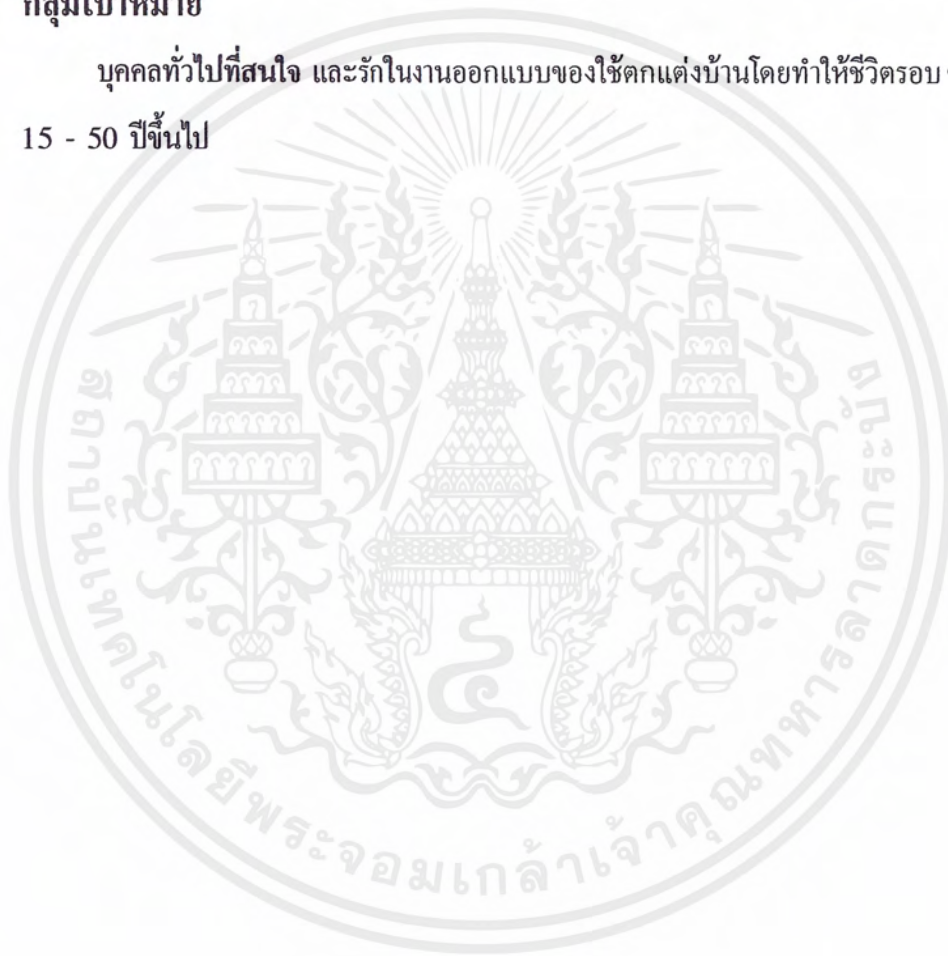 กลุ่มเป้าหมาย
บุคคลทั่วไปที่สนใจ และรักในงานออกแบบของใช้ตกแต่งบ้านโดยทำให้ชีวิตรอบ
15 - 50 ปีขึ้นไป
สถาบันเทคโนโลยีพระจอมเกล้าเจ้าคุณทหารลาดกระบัง
๔